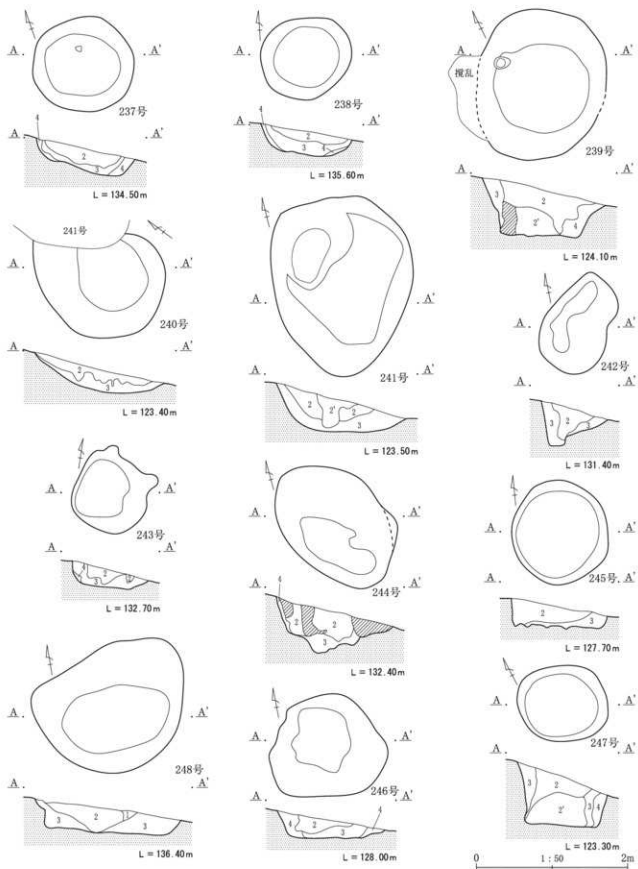 A. .A'
237号
A. .A'
4 2 3 4
L = 134.50m
A. .A'
238号
A. .A'
4 2 3 4
L = 135.60m
A. .A'
撹乱
239号
A. .A'
3 2 2' 4
L = 124.10m
241号
A. .A'
240号
A. .A'
2 3
L = 123.40m
A. .A'
241号
A. .A'
2 2' 2 3
L = 123.50m
A. .A'
242号
A. .A'
3 2 3
L = 131.40m
A. .A'
243号
A. .A'
4 2 3
L = 132.70m
A. .A'
244号
A. .A'
4 2 2 3
L = 132.40m
A. .A'
245号
A. .A'
2 3
L = 127.70m
A. .A'
248号
A. .A'
3 2 3
L = 136.40m
A. .A'
246号
A. .A'
4 2 3 4
L = 128.00m
A. .A'
247号
A. .A'
3 2 2' 3 4
L = 123.30m
0 1:50 2m